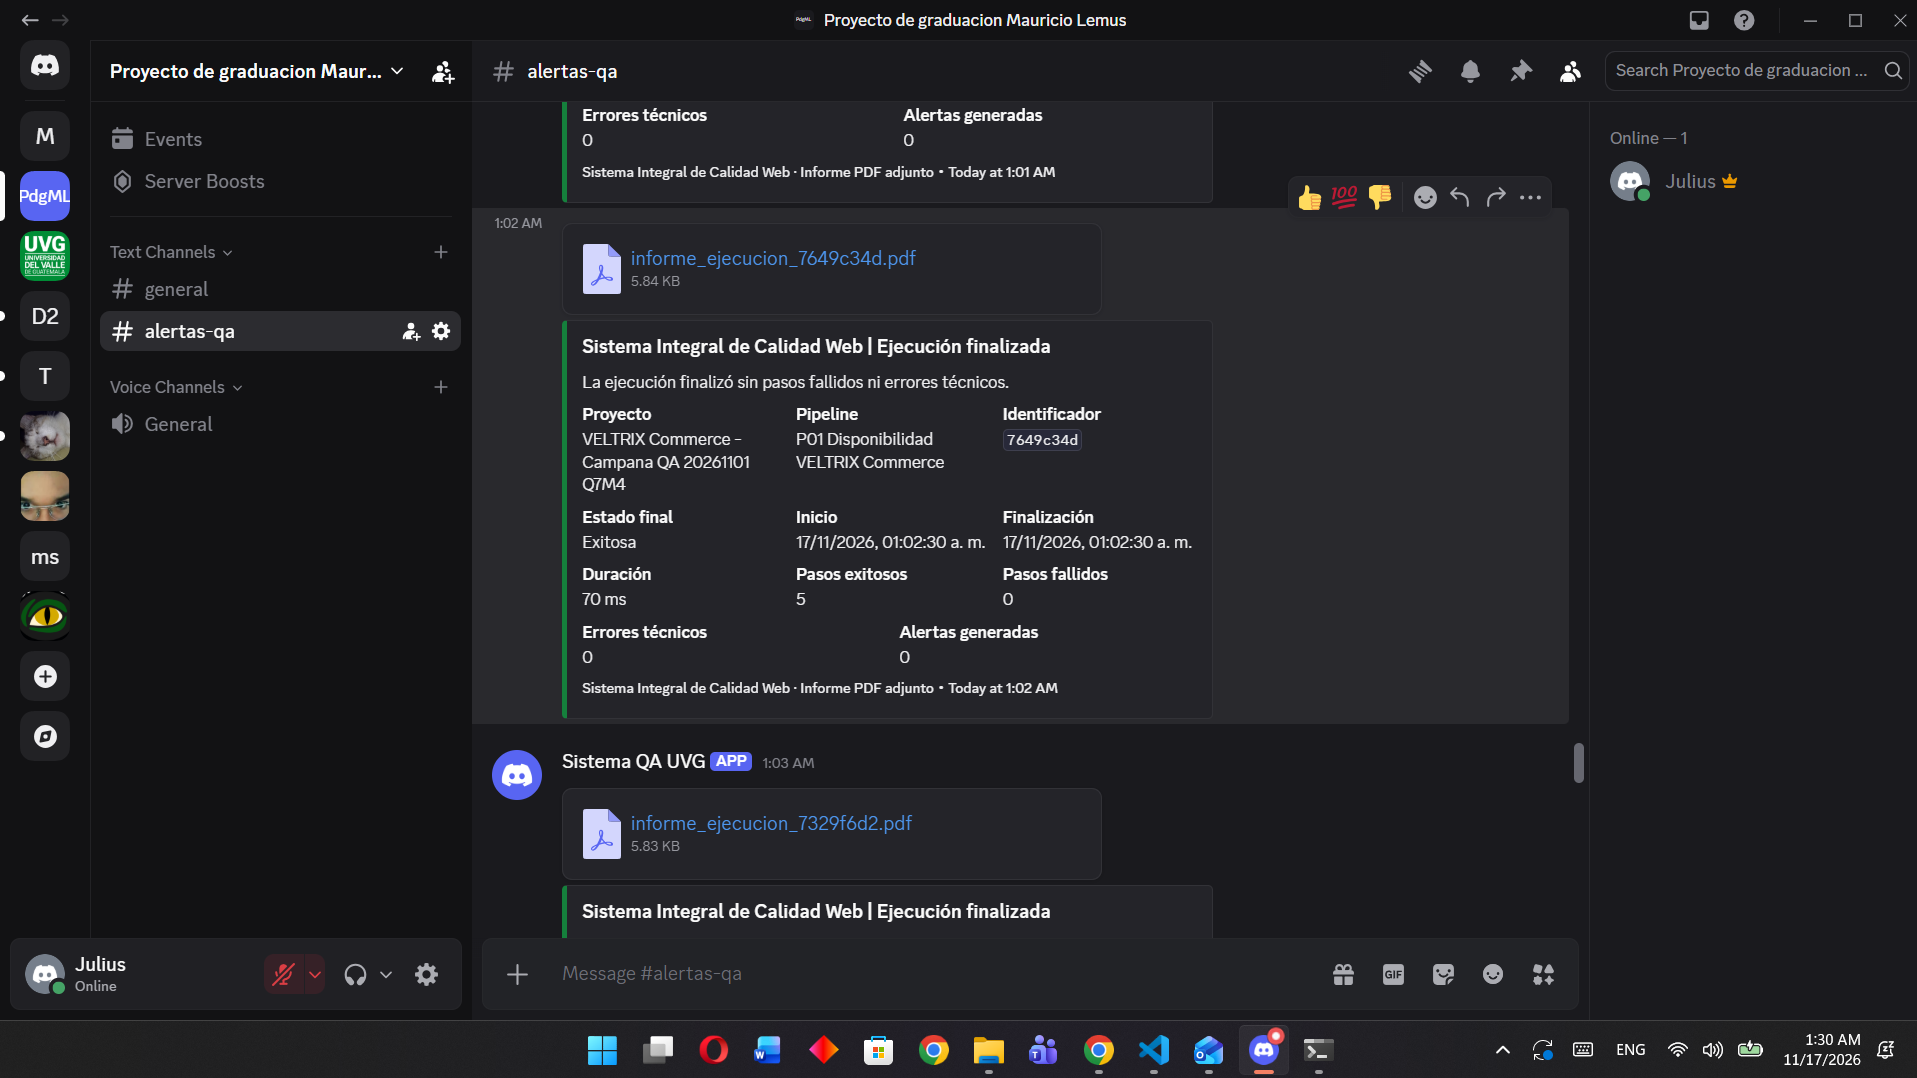 PdgML Proyecto de graduacion Mauricio Lemus
Proyecto de graduacion Maur...
alertas-qa
Search Proyecto de graduacion ...
M
PdgML
UVG
UNIVERSIDAD
DEL VALLE
DE GUATEMALA
D2
T
ms
Events
Server Boosts
Text Channels
general
alertas-qa
Voice Channels
General
Errores técnicos
Alertas generadas
0
0
Sistema Integral de Calidad Web · Informe PDF adjunto • Today at 1:01 AM
100
1:02 AM
informe_ejecucion_7649c34d.pdf
5.84 KB
Sistema Integral de Calidad Web | Ejecución finalizada
La ejecución finalizó sin pasos fallidos ni errores técnicos.
Proyecto
Pipeline
Identificador
VELTRIX Commerce -
Campana QA 20261101
Q7M4
P01 Disponibilidad
VELTRIX Commerce
7649c34d
Estado final
Inicio
Finalización
Exitosa
17/11/2026, 01:02:30 a. m.
17/11/2026, 01:02:30 a. m.
Duración
Pasos exitosos
Pasos fallidos
70 ms
5
0
Errores técnicos
Alertas generadas
0
0
Sistema Integral de Calidad Web · Informe PDF adjunto • Today at 1:02 AM
Sistema QA UVG APP 1:03 AM
informe_ejecucion_7329f6d2.pdf
5.83 KB
Sistema Integral de Calidad Web | Ejecución finalizada
Online — 1
Julius
Julius
Online
Message #alertas-qa
GIF
ENG
1:30 AM
11/17/2026